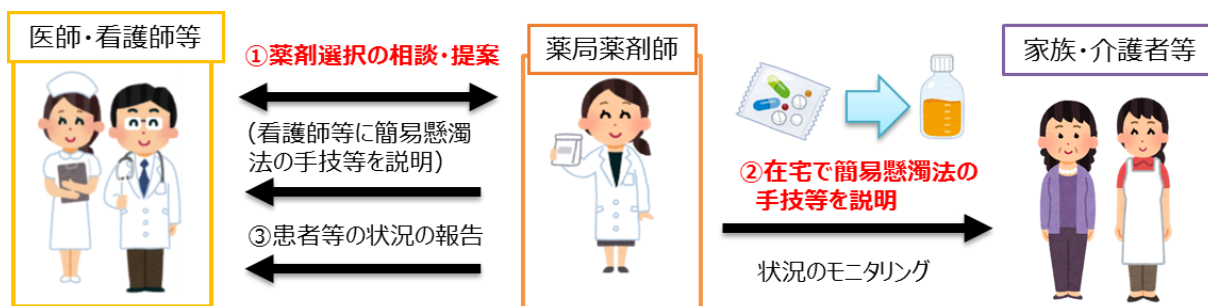 医師・看護師等
①薬剤選択の相談・提案
(看護師等に簡易懸濁
法の手技等を説明)
③患者等の状況の報告
薬局薬剤師
②在宅で簡易懸濁法の
手技等を説明
状況のモニタリング
家族・介護者等